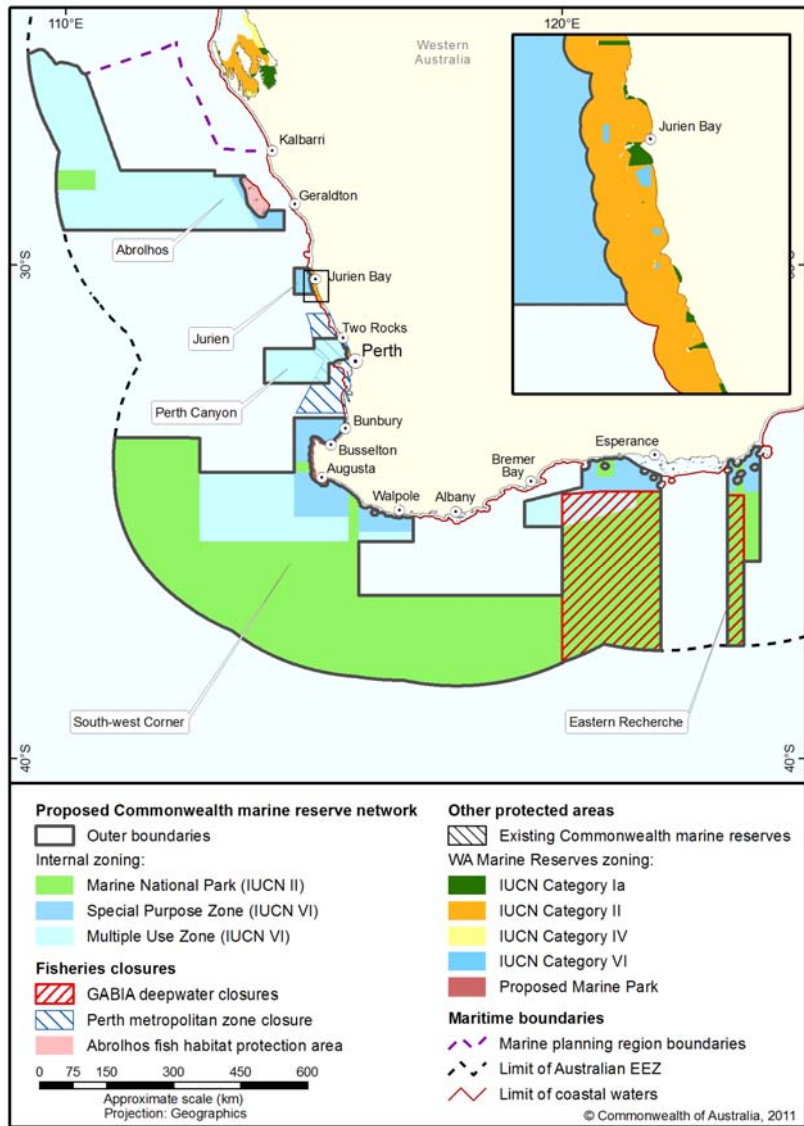 110°E
120°E
Western
Australia
Jurien Bay
Kalbarri
Geraldton
Abrolhos
30°S
Jurien Bay
Jurien
Two Rocks
Perth
Perth Canyon
Bunbury
Busselton
Augusta
Walpole
Albany
Bremer
Bay
Esperance
South-west Corner
Eastern Recherche
40°S
40°S
Proposed Commonwealth marine reserve network
Outer boundaries
Internal zoning:
Marine National Park (IUCN II)
Special Purpose Zone (IUCN VI)
Multiple Use Zone (IUCN VI)
Fisheries closures
GABIA deepwater closures
Perth metropolitan zone closure
Abrolhos fish habitat protection area
0 75 150 300 450 600
Approximate scale (km)
Projection: Geographics
Other protected areas
Existing Commonwealth marine reserves
WA Marine Reserves zoning:
IUCN Category Ia
IUCN Category II
IUCN Category IV
IUCN Category VI
Proposed Marine Park
Maritime boundaries
Marine planning region boundaries
Limit of Australian EEZ
Limit of coastal waters
© Commonwealth of Australia, 2011